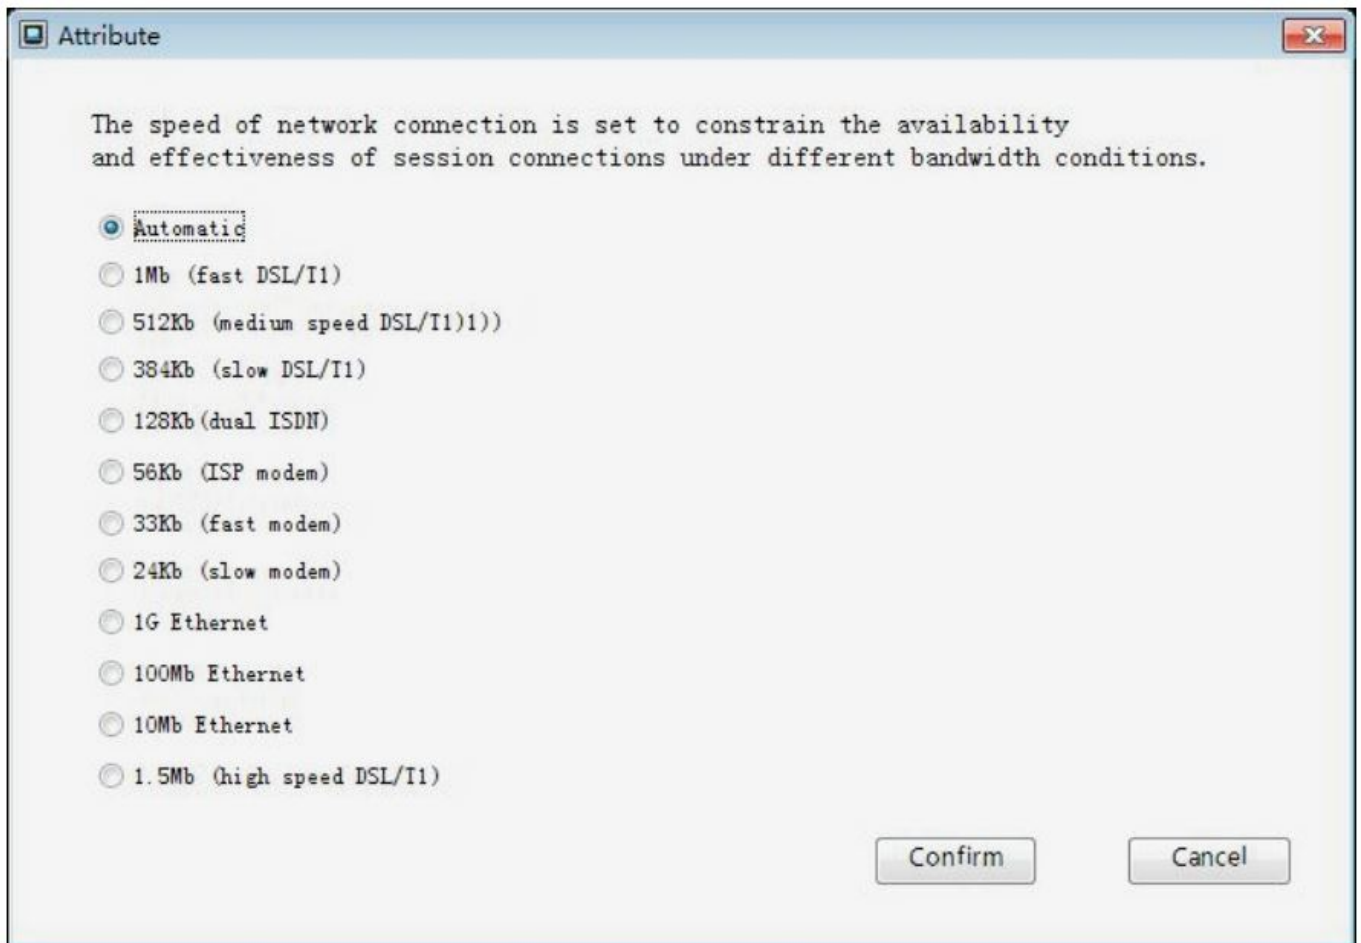 Attribute
The speed of network connection is set to constrain the availability
and effectiveness of session connections under different bandwidth conditions.
Automatic
1Mb (fast DSL/T1)
512Kb (medium speed DSL/T1)1))
384Kb (slow DSL/T1)
128Kb(dual ISDN)
56Kb (ISP modem)
33Kb (fast modem)
24Kb (slow modem)
1G Ethernet
100Mb Ethernet
10Mb Ethernet
1.5Mb (high speed DSL/T1)
Confirm Cancel